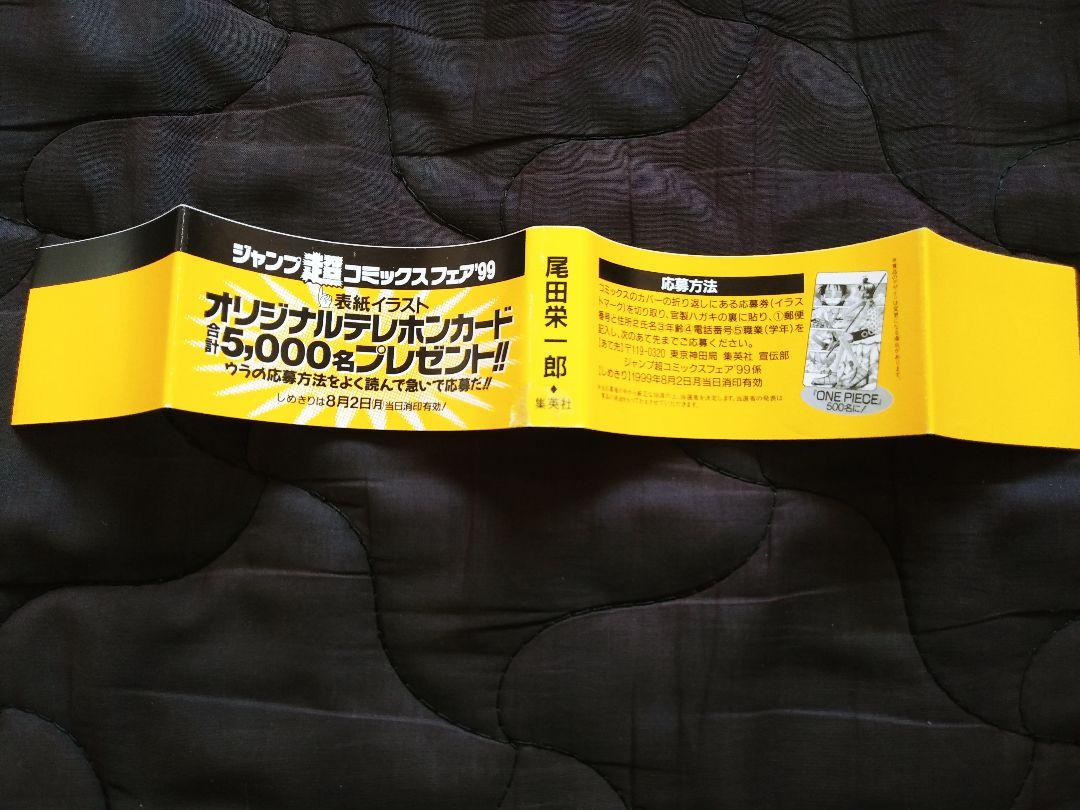 ジャンプ超コミックスフェア'99
表紙イラスト
オリジナルテレホンカード
合計5,000名プレゼント!!
ウラの応募方法をよく読んで急いで応募だ!!
しめきりは8月2日(月)当日消印有効!
尾田栄一郎◆集英社
応募方法
コミックスのカバーの折り返しにある応募券(イラス
トマーク)を切り取り、官製ハガキの裏に貼り、①郵便
番号と住所2氏名3年齢4電話番号5職業(学年)を
記入し、次のあて先までご応募ください。
【あて先】〒119-0320 東京神田局 集英社 宣伝部
ジャンプ超コミックスフェア'99係
【しめきり】1999年8月2日(月)当日消印有効
「ONE PIECE」
500名に!